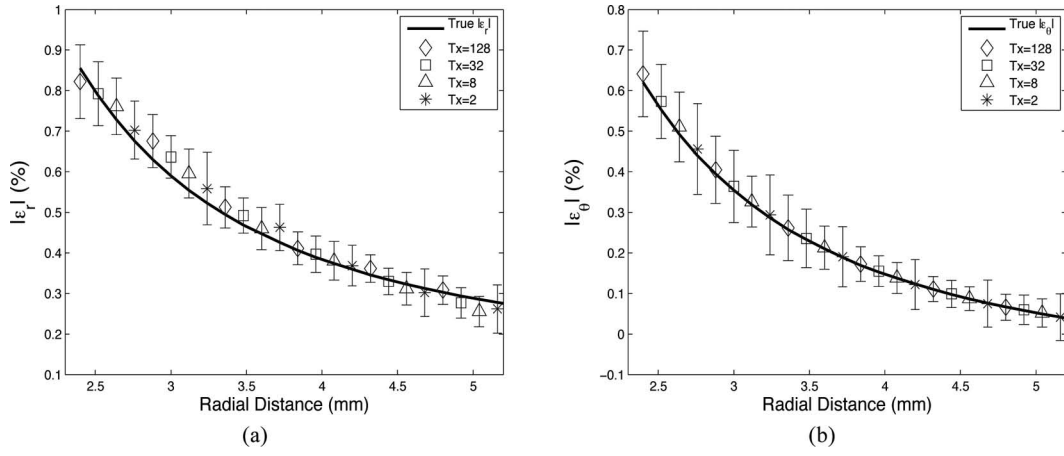 1
0.9
0.8
0.7
0.6
0.5
0.4
0.3
0.2
0.1
|εr| (%)
2.5 3 3.5 4 4.5 5
Radial Distance (mm)
True |εr|
Tx=128
Tx=32
Tx=8
Tx=2
(a)
0.8
0.7
0.6
0.5
0.4
0.3
0.2
0.1
0
−0.1
|εθ| (%)
2.5 3 3.5 4 4.5 5
Radial Distance (mm)
True |εθ|
Tx=128
Tx=32
Tx=8
Tx=2
(b)